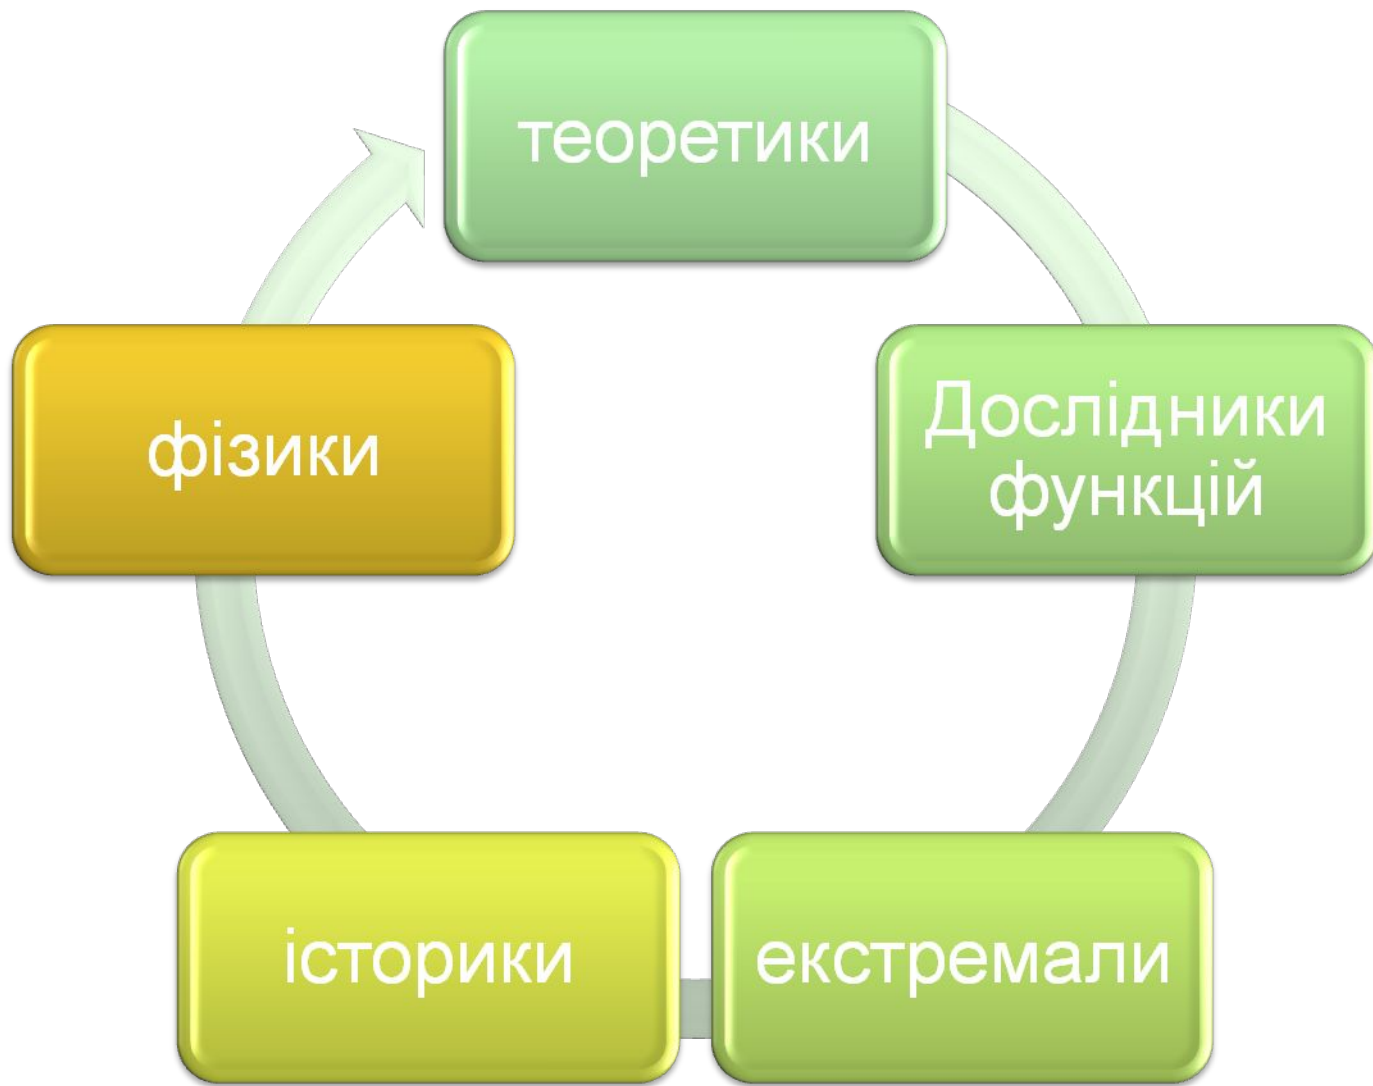 теоретики
Дослідники
функцій
екстремали
історики
фізики